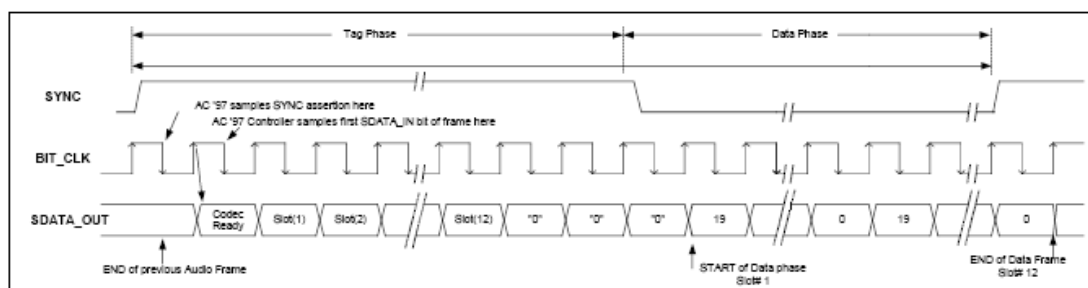 Tag Phase Data Phase
SYNC
AC '97 samples SYNC assertion here
AC '97 Controller samples first SDATA_IN bit of frame here
BIT_CLK
SDATA_OUT Codec Ready Slot(1) Slot(2) Slot(12) "0" "0" "0" 19 0 19 0
END of previous Audio Frame
START of Data phase
Slot# 1
END of Data Frame
Slot# 12